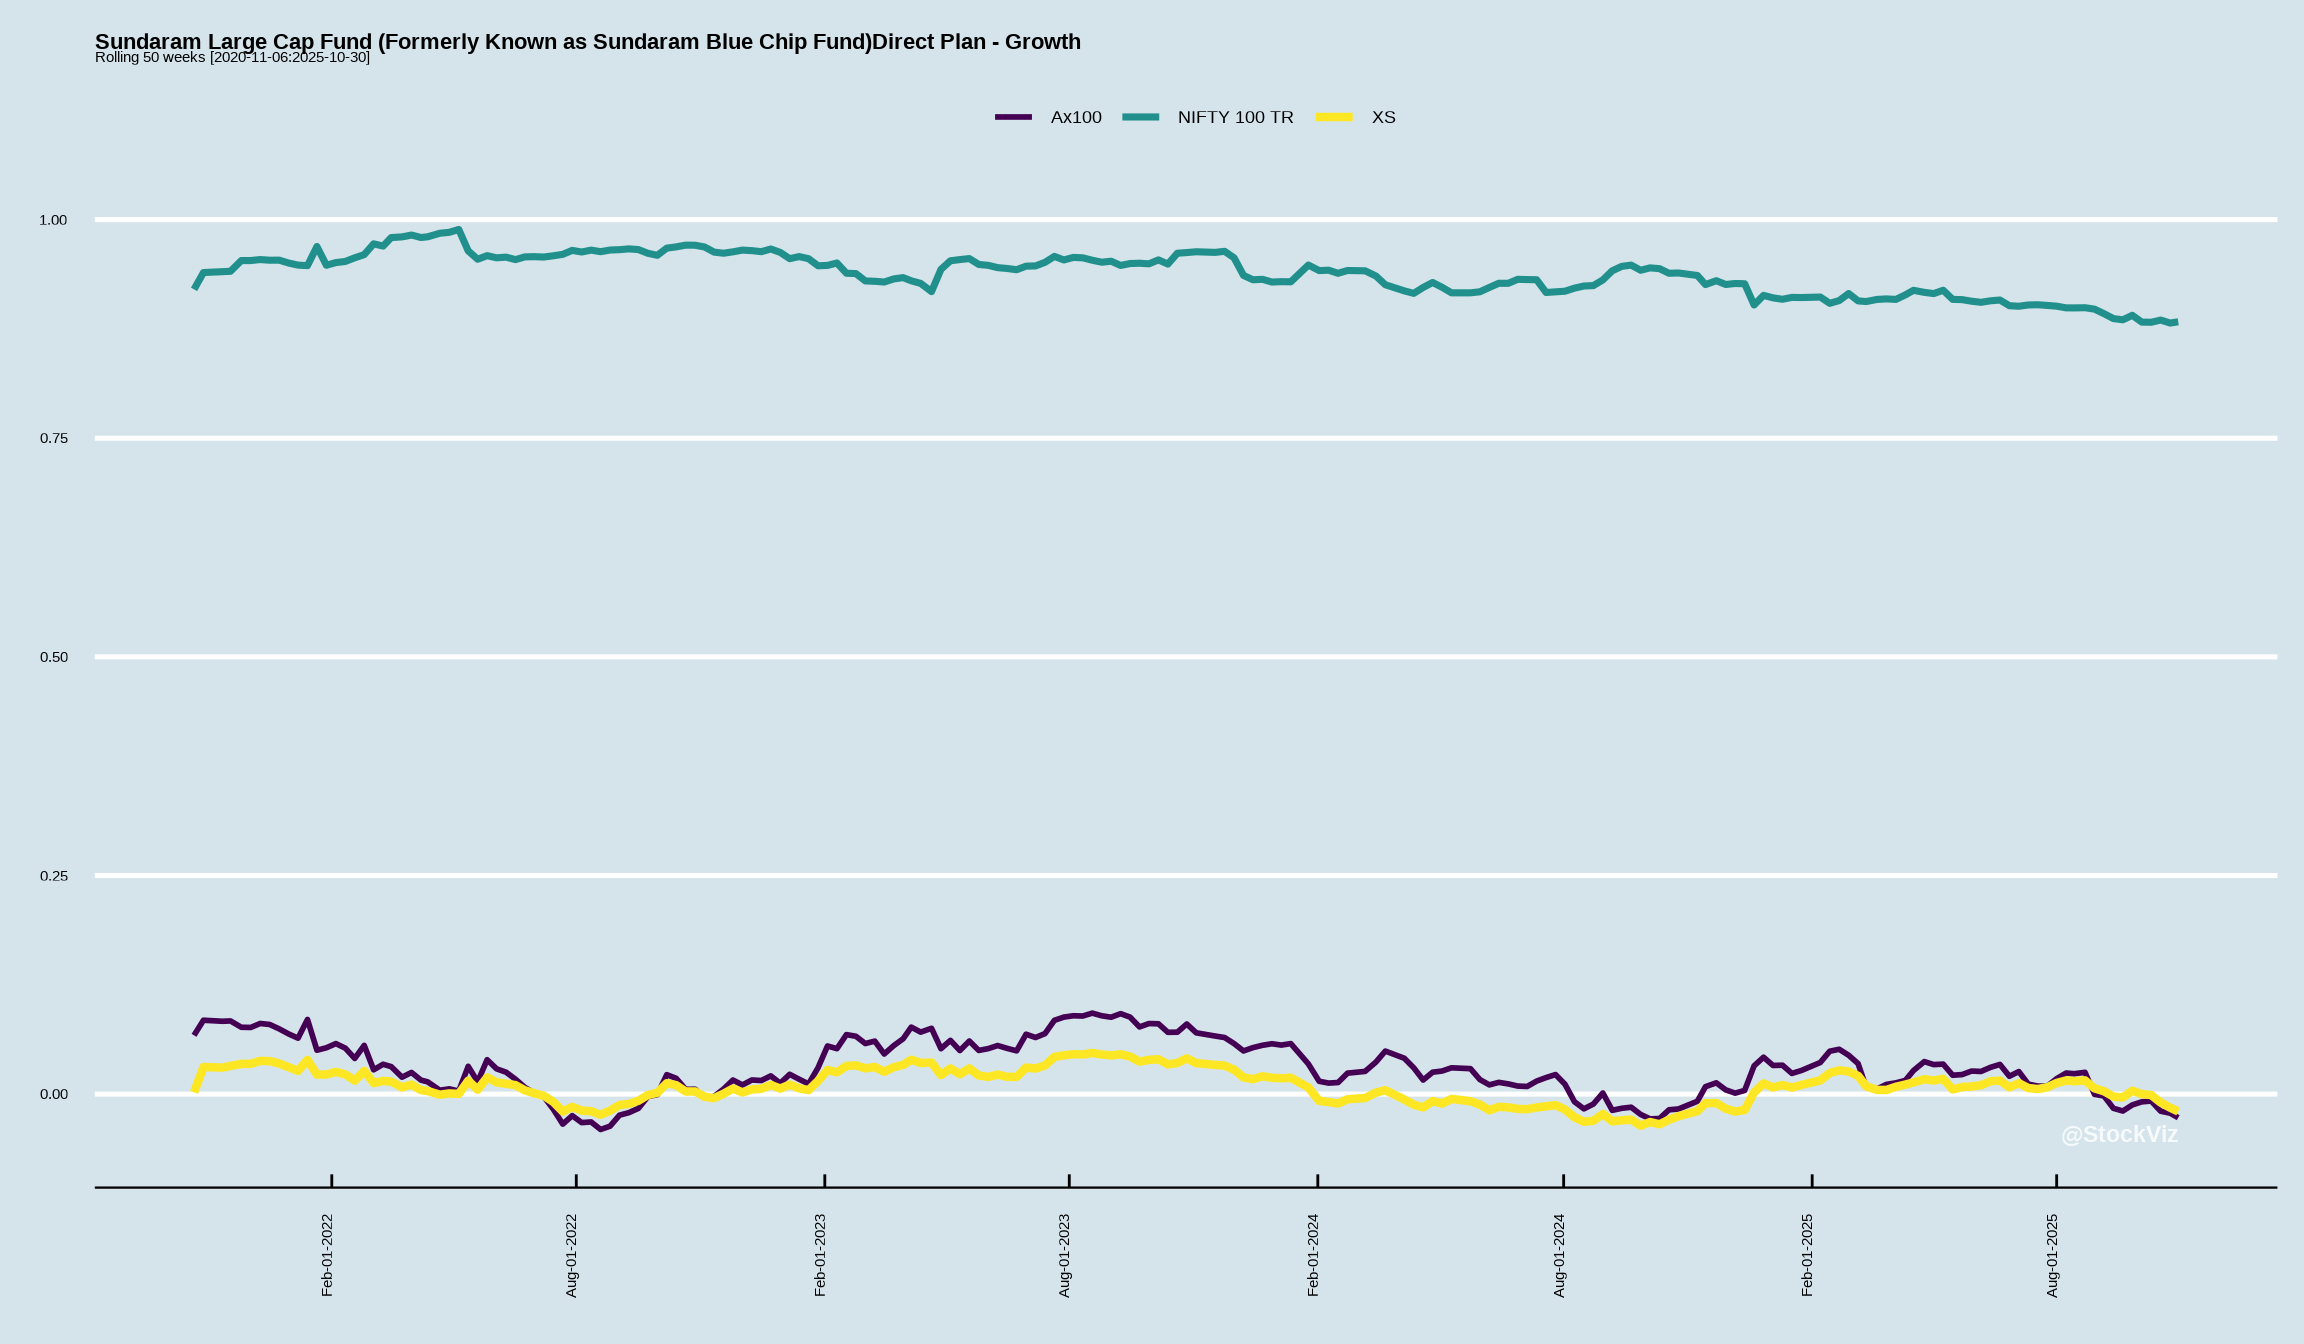 Sundaram Large Cap Fund (Formerly Known as Sundaram Blue Chip Fund)Direct Plan - Growth
Rolling 50 weeks [2020-11-06:2025-10-30]
Ax100 NIFTY 100 TR XS
1.00
0.75
0.50
0.25
0.00
@StockViz
Feb-01-2022
Aug-01-2022
Feb-01-2023
Aug-01-2023
Feb-01-2024
Aug-01-2024
Feb-01-2025
Aug-01-2025